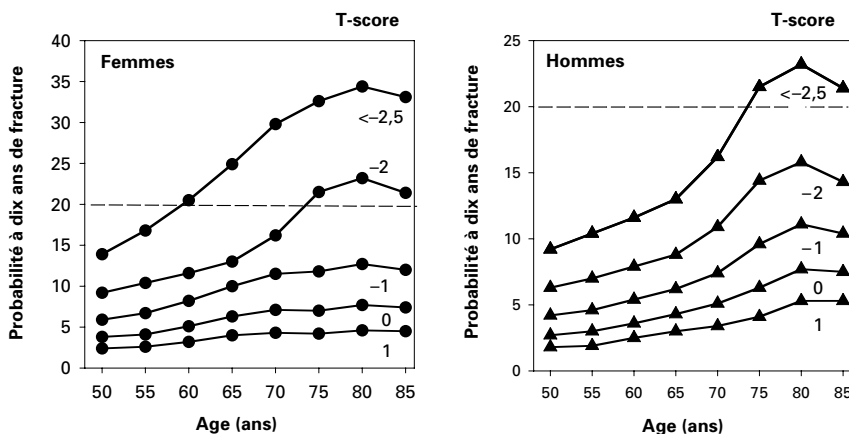 T-score
Femmes
Probabilité à dix ans de fracture
40
35
30
25
20
15
10
5
0
<–2,5
–2
–1
0
1
50 55 60 65 70 75 80 85
Age (ans)
T-score
Hommes
Probabilité à dix ans de fracture
25
20
15
10
5
0
<–2,5
–2
–1
0
1
50 55 60 65 70 75 80 85
Age (ans)